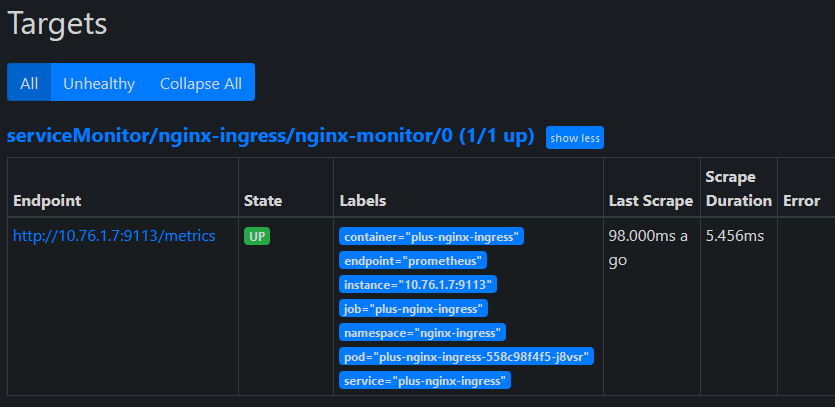 Targets
All Unhealthy Collapse All
serviceMonitor/nginx-ingress/nginx-monitor/0 (1/1 up) show less
Endpoint State Labels Last Scrape Scrape Duration Error
http://10.76.1.7:9113/metrics UP container="plus-nginx-ingress" 98.000ms a 5.456ms
endpoint="prometheus" go
instance="10.76.1.7:9113"
job="plus-nginx-ingress"
namespace="nginx-ingress"
pod="plus-nginx-ingress-558c98f4f5-j8vsr"
service="plus-nginx-ingress"